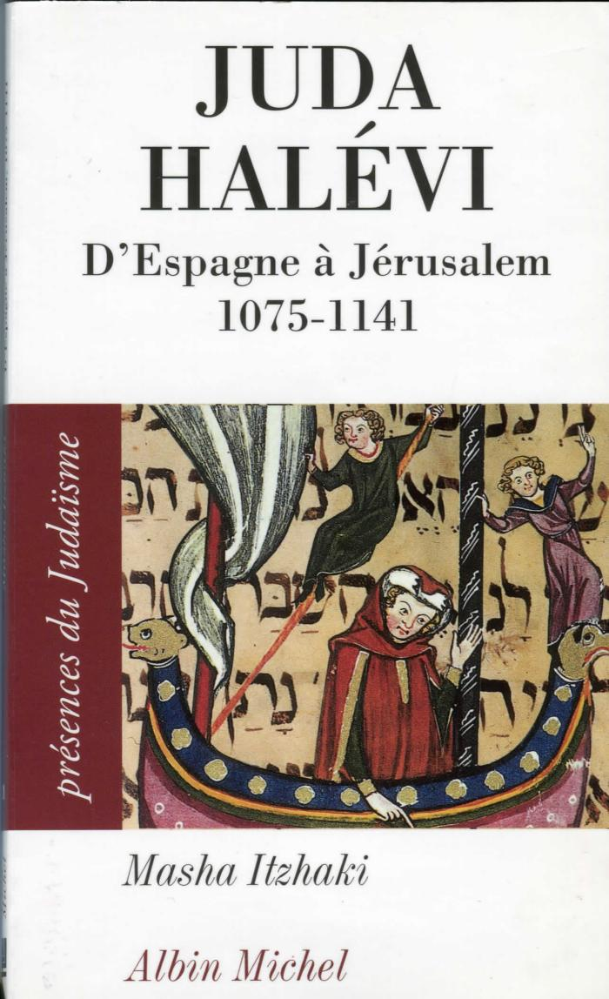 JUDA
HALÉVI
D'Espagne à Jérusalem
1075-1141
présences du Judaïsme
Masha Itzhaki
Albin Michel